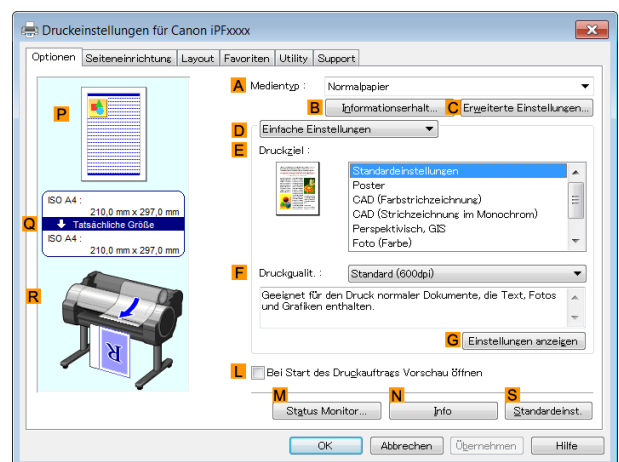 Druckeinstellungen für Canon iPFxxxx
Optionen Seiteneinrichtung Layout Favoriten Utility Support
A Medientyp : Normalpapier
B Informationserhalt... C Erweiterte Einstellungen...
P
D Einfache Einstellungen
E Druckziel :
Standardeinstellungen
Poster
CAD (Farbstrichzeichnung)
CAD (Strichzeichnung im Monochrom)
Perspektivisch, GIS
Foto (Farbe)
ISO A4 :
210,0 mm x 297,0 mm
Q Tatsächliche Größe
ISO A4 :
210,0 mm x 297,0 mm
F Druckqualit. : Standard (600dpi)
Geeignet für den Druck normaler Dokumente, die Text, Fotos
und Grafiken enthalten.
R
R
G Einstellungen anzeigen
L Bei Start des Druckauftrags Vorschau öffnen
M N S
Status Monitor... Info Standardeinst.
OK Abbrechen Übernehmen Hilfe